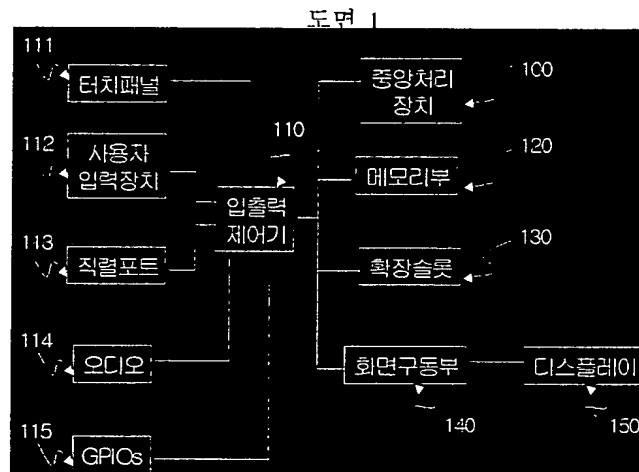 도면 1
111
터치패널
112
사용자
입력장치
113
직렬포트
114
오디오
115
GPIOs
110
입출력
제어기
100
중앙처리
장치
120
메모리부
130
확장슬롯
화면구동부
140
디스플레이
150